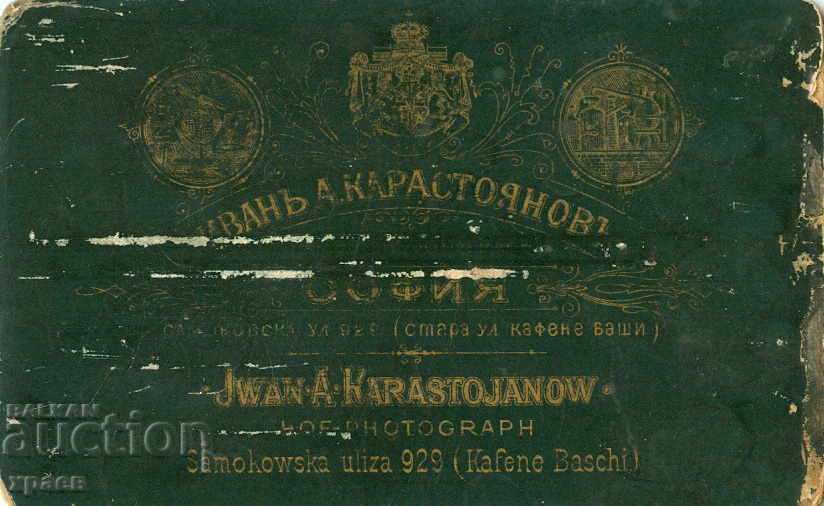 ИВАНЪ А. КАРАСТОЯНОВЪ
СОФИЯ
УЛ 929 (СТАРА УЛ КАФЕНЕ БАШИ)
JWAN·A·KARASTOJANOW
HOF-PHOTOGRAPH
Samokowska uliza 929 (Kafene Baschi)
BALKAN
auction
храев